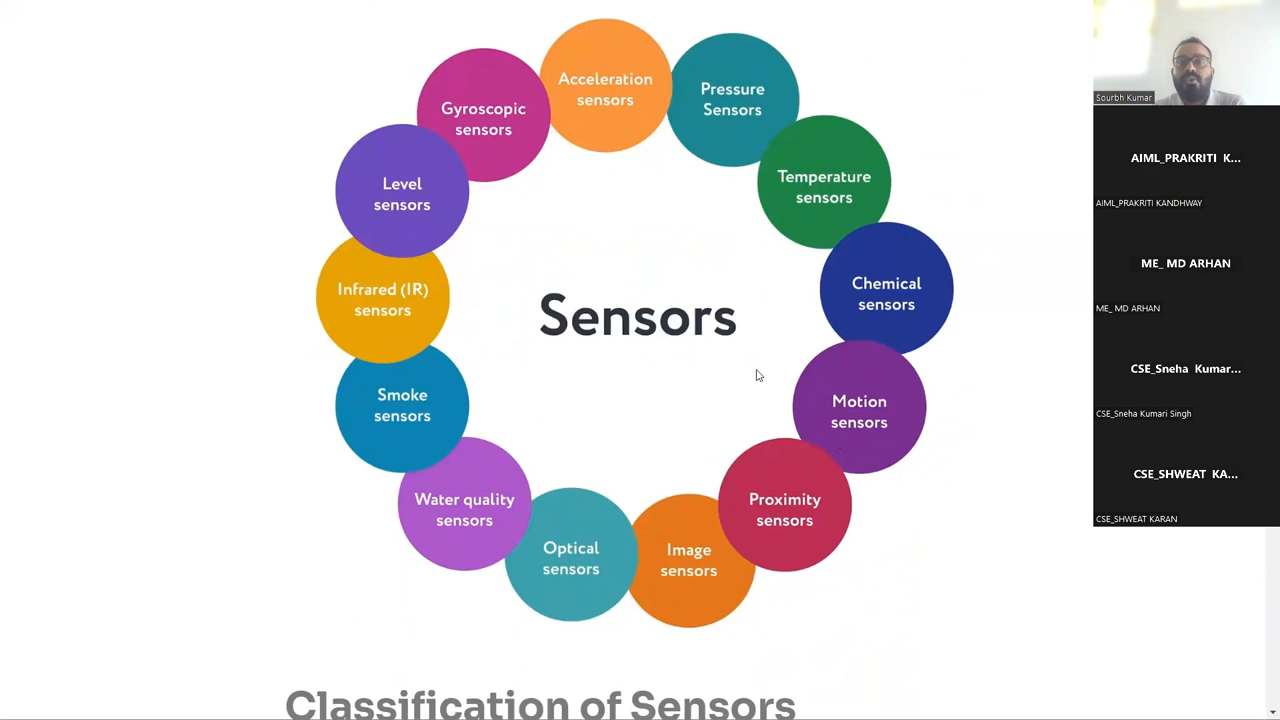 Acceleration
sensors
Pressure
Sensors
Gyroscopic
sensors
Temperature
sensors
Level
sensors
Chemical
sensors
Infrared (IR)
sensors
Sensors
Smoke
sensors
Motion
sensors
Water quality
sensors
Proximity
sensors
Optical
sensors
Image
sensors
Classification of Sensors
Sourbh Kumar
AIML_PRAKRITI K...
AIML_PRAKRITI KANDHWAY
ME_ MD ARHAN
ME_ MD ARHAN
CSE_Sneha Kumar...
CSE_Sneha Kumari Singh
CSE_SHWEAT KA...
CSE_SHWEAT KARAN